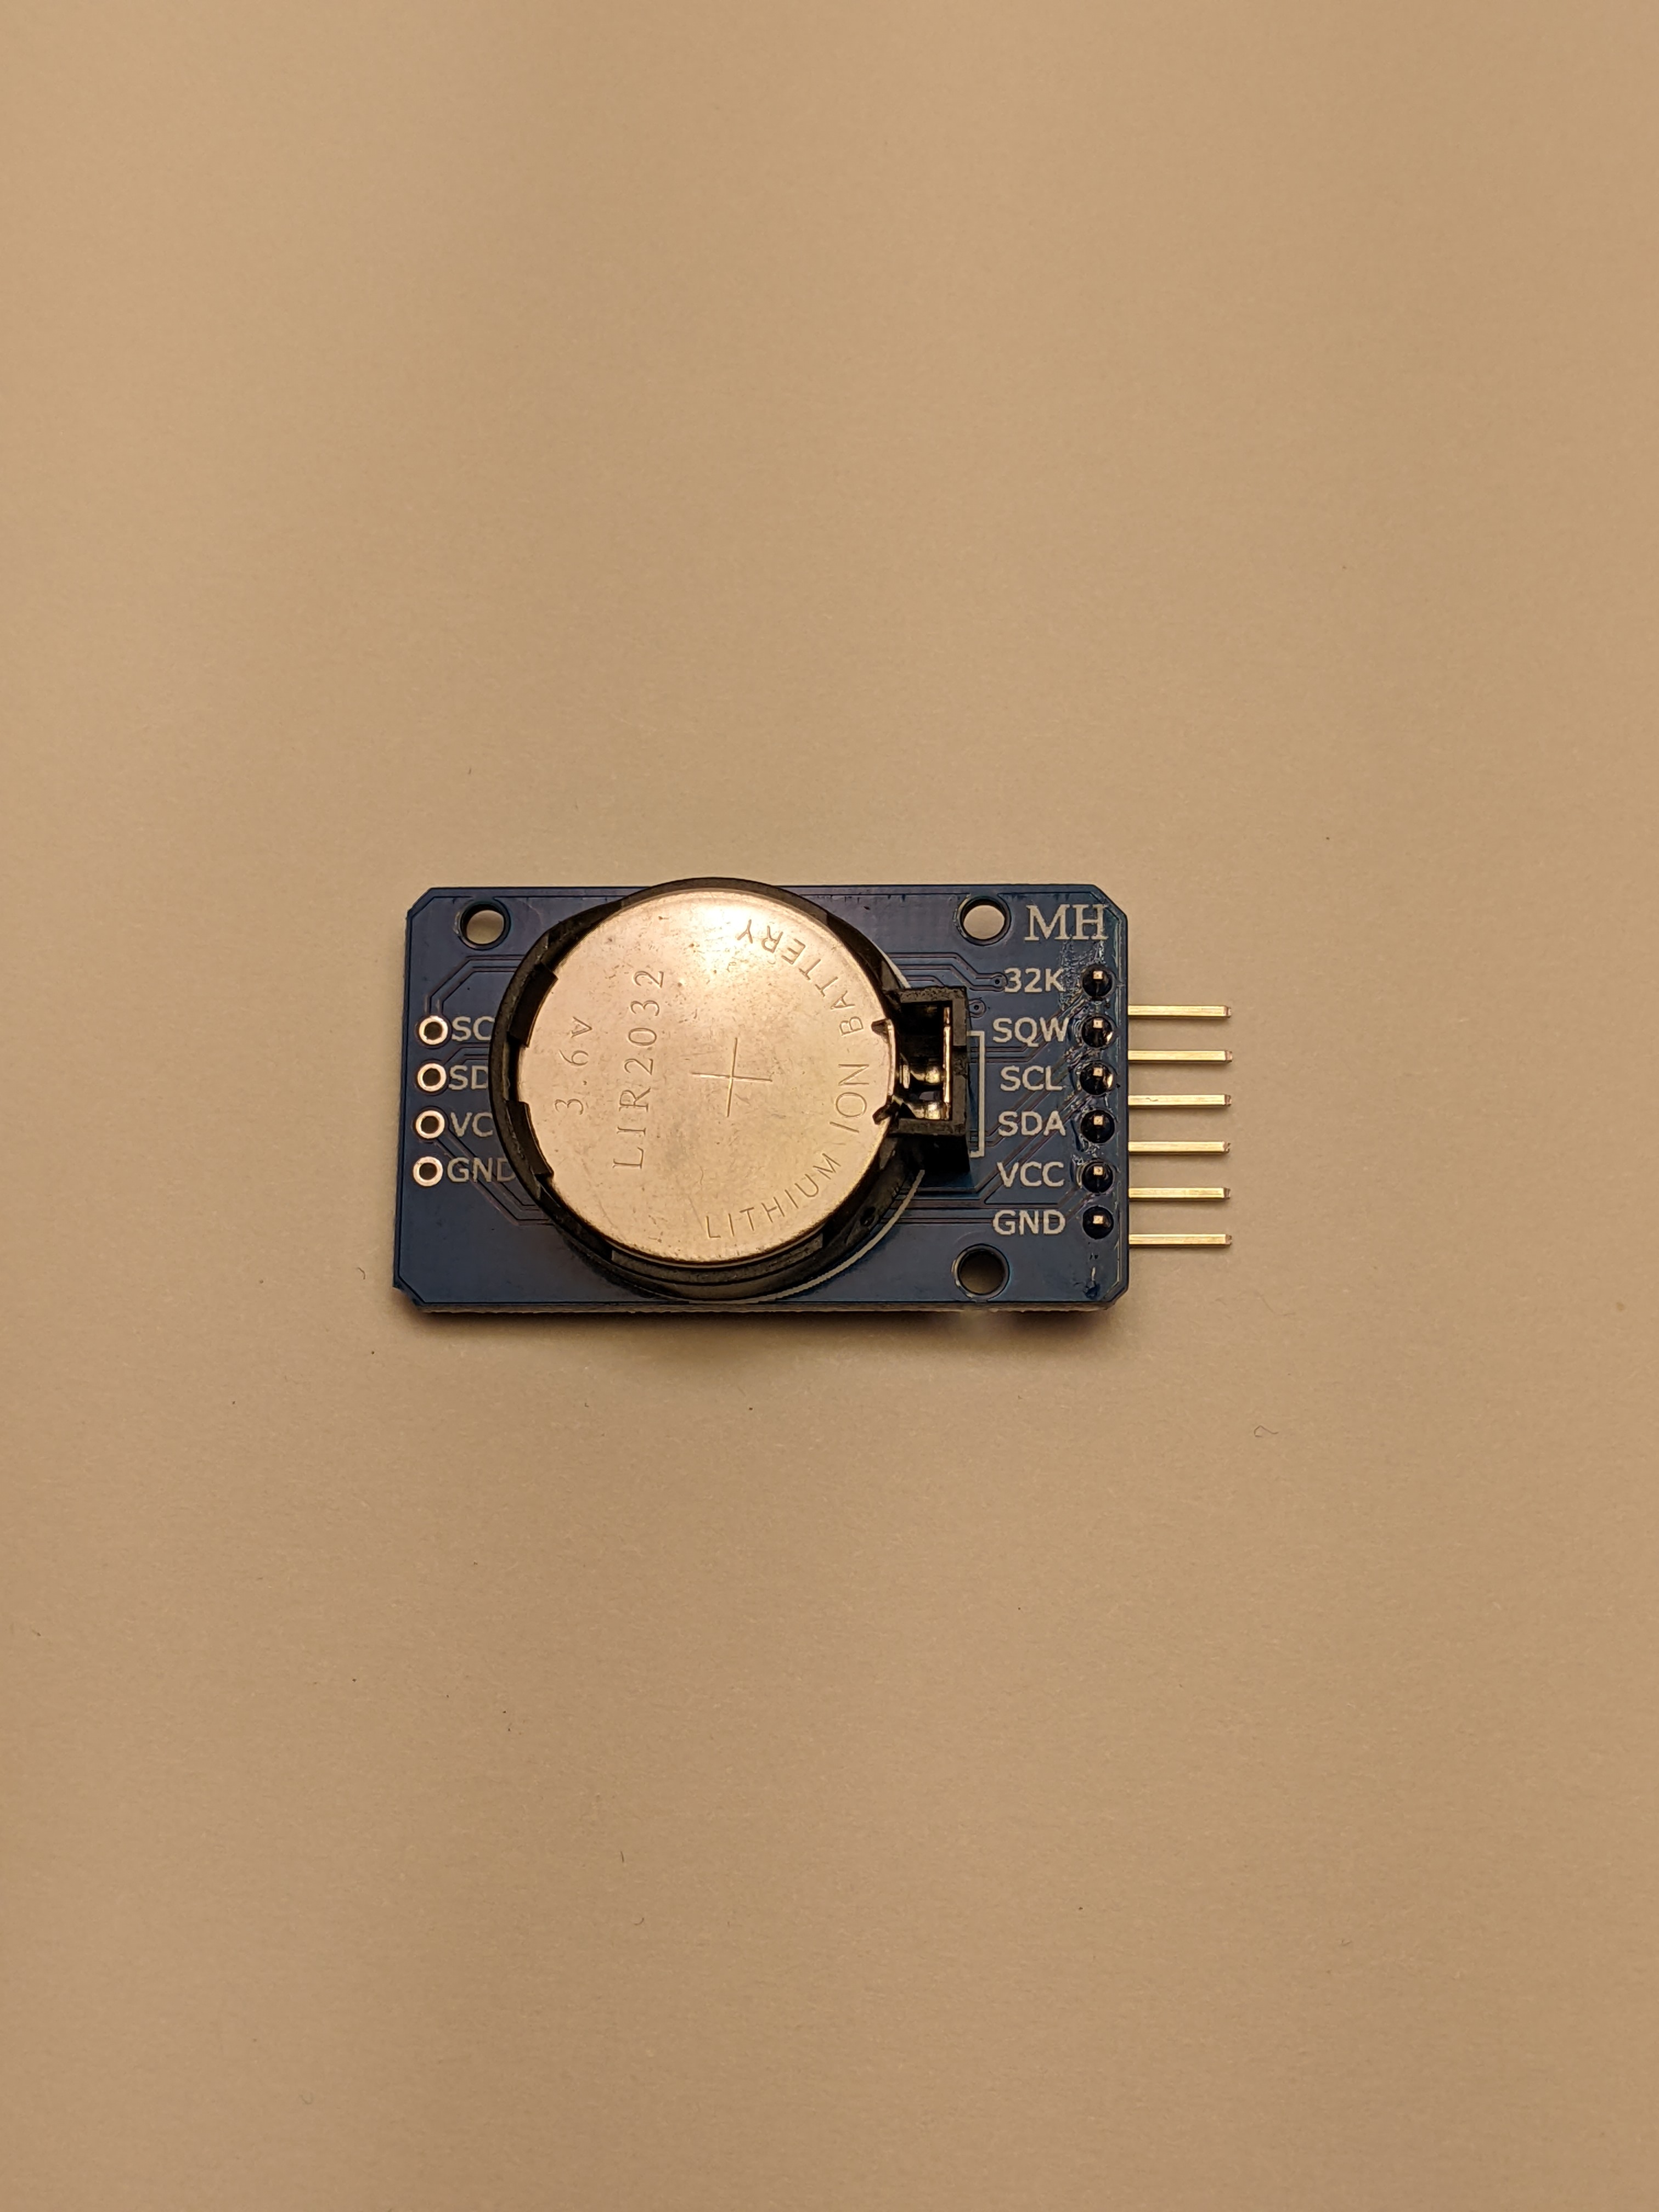 MH
32K
SQW
SCL
SDA
VCC
GND
SC
SD
VC
GND
3.6V
LIR2032
LITHIUM ION BATTERY
+